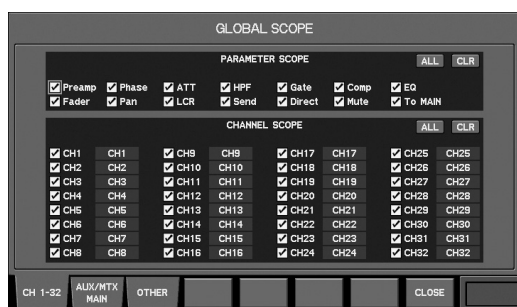 GLOBAL SCOPE
PARAMETER SCOPE ALL CLR
Preamp Phase ATT HPF Gate Comp EQ
Fader Pan LCR Send Direct Mute To MAIN
CHANNEL SCOPE ALL CLR
CH1 CH1 CH9 CH9 CH17 CH17 CH25 CH25
CH2 CH2 CH10 CH10 CH18 CH18 CH26 CH26
CH3 CH3 CH11 CH11 CH19 CH19 CH27 CH27
CH4 CH4 CH12 CH12 CH20 CH20 CH28 CH28
CH5 CH5 CH13 CH13 CH21 CH21 CH29 CH29
CH6 CH6 CH14 CH14 CH22 CH22 CH30 CH30
CH7 CH7 CH15 CH15 CH23 CH23 CH31 CH31
CH8 CH8 CH16 CH16 CH24 CH24 CH32 CH32
CH 1-32 AUX/MTX MAIN OTHER CLOSE